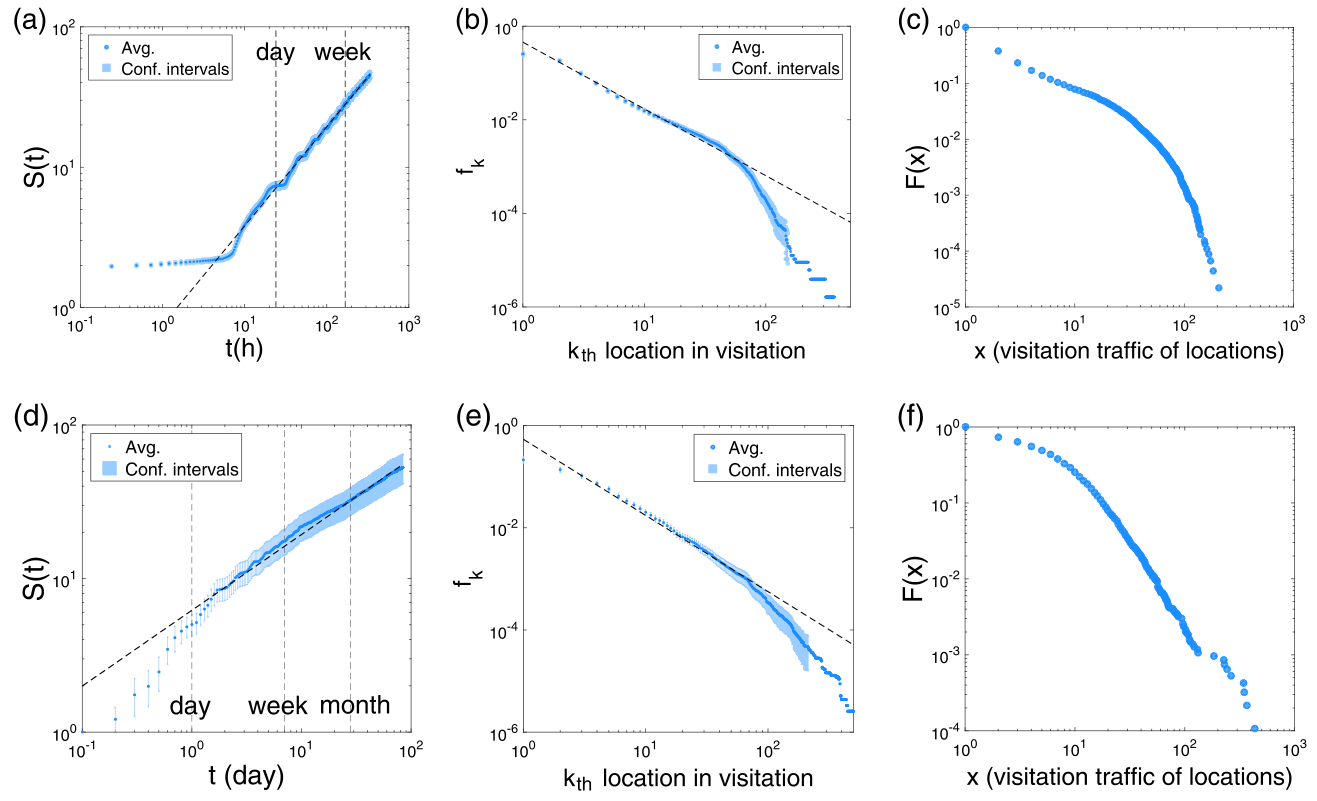 (a)
10²
Avg.
Conf. intervals
day
week
S(t)
10¹
10⁰
10⁻¹
10⁰
10¹
10²
10³
t(h)
(b)
10⁰
Avg.
Conf. intervals
10⁻²
fₖ
10⁻⁴
10⁻⁶
10⁰
10¹
10²
kₜₕ location in visitation
(c)
10⁰
10⁻¹
10⁻²
F(x)
10⁻³
10⁻⁴
10⁻⁵
10⁰
10¹
10²
10³
x (visitation traffic of locations)
(d)
10²
Avg.
Conf. intervals
S(t)
10¹
day
week
month
10⁰
10⁻¹
10⁰
10¹
10²
t (day)
(e)
10⁰
Avg.
Conf. intervals
10⁻²
fₖ
10⁻⁴
10⁻⁶
10⁰
10¹
10²
kₜₕ location in visitation
(f)
10⁰
10⁻¹
F(x)
10⁻²
10⁻³
10⁻⁴
10⁰
10¹
10²
10³
x (visitation traffic of locations)